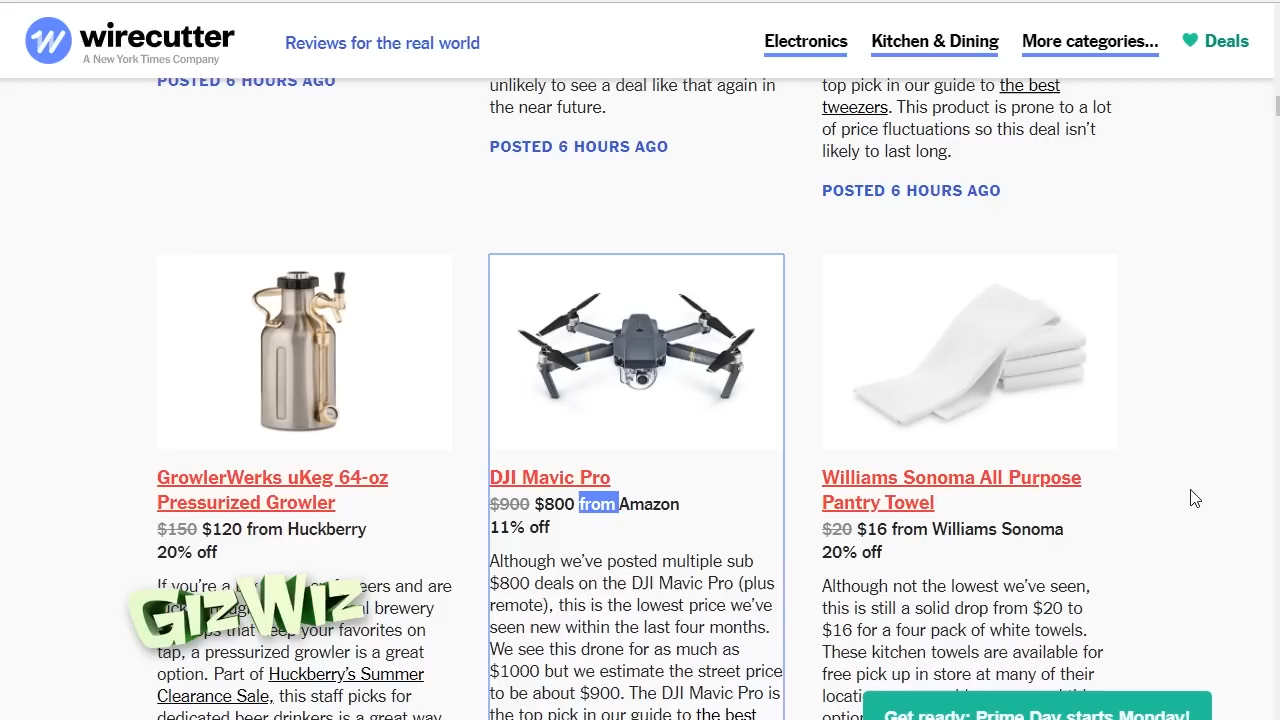 wirecutter
A New York Times Company
Reviews for the real world
Electronics
Kitchen & Dining
More categories...
Deals
POSTED 6 HOURS AGO
unlikely to see a deal like that again in
the near future.
POSTED 6 HOURS AGO
top pick in our guide to the best
tweezers. This product is prone to a lot
of price fluctuations so this deal isn't
likely to last long.
POSTED 6 HOURS AGO
GrowlerWerks uKeg 64-oz
Pressurized Growler
$150 $120 from Huckberry
20% off
If you're a
eers and are
brewery
that keep your favorites on
tap, a pressurized growler is a great
option. Part of Huckberry's Summer
Clearance Sale, this staff picks for
dedicated beer drinkers is a great way
GizWiz
DJI Mavic Pro
$900 $800 from Amazon
11% off
Although we've posted multiple sub
$800 deals on the DJI Mavic Pro (plus
remote), this is the lowest price we've
seen new within the last four months.
We see this drone for as much as
$1000 but we estimate the street price
to be about $900. The DJI Mavic Pro is
the top pick in our guide to the best
Williams Sonoma All Purpose
Pantry Towel
$20 $16 from Williams Sonoma
20% off
Although not the lowest we've seen,
this is still a solid drop from $20 to
$16 for a four pack of white towels.
These kitchen towels are available for
free pick up in store at many of their
Get ready: Prime Day starts Monday!